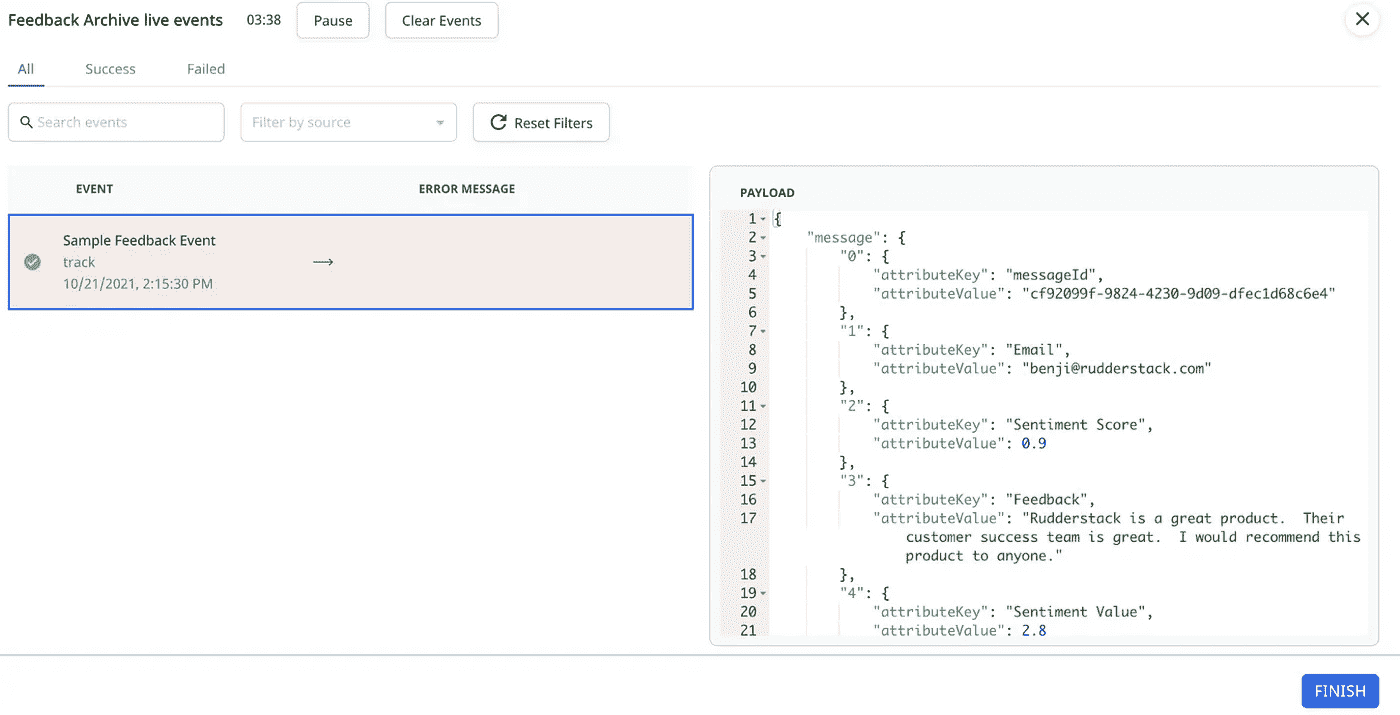 Feedback Archive live events 03:38 Pause Clear Events
All Success Failed
Search events Filter by source Reset Filters
EVENT ERROR MESSAGE
Sample Feedback Event
track
10/21/2021, 2:15:30 PM
PAYLOAD
1 {
2 "message": {
3 "0": {
4 "attributeKey": "messageId",
5 "attributeValue": "cf92099f-9824-4230-9d09-dfec1d68c6e4"
6 },
7 "1": {
8 "attributeKey": "Email",
9 "attributeValue": "benji@rudderstack.com"
10 },
11 "2": {
12 "attributeKey": "Sentiment Score",
13 "attributeValue": 0.9
14 },
15 "3": {
16 "attributeKey": "Feedback",
17 "attributeValue": "Rudderstack is a great product.  Their
customer success team is great.  I would recommend this
product to anyone."
18 },
19 "4": {
20 "attributeKey": "Sentiment Value",
21 "attributeValue": 2.8
FINISH